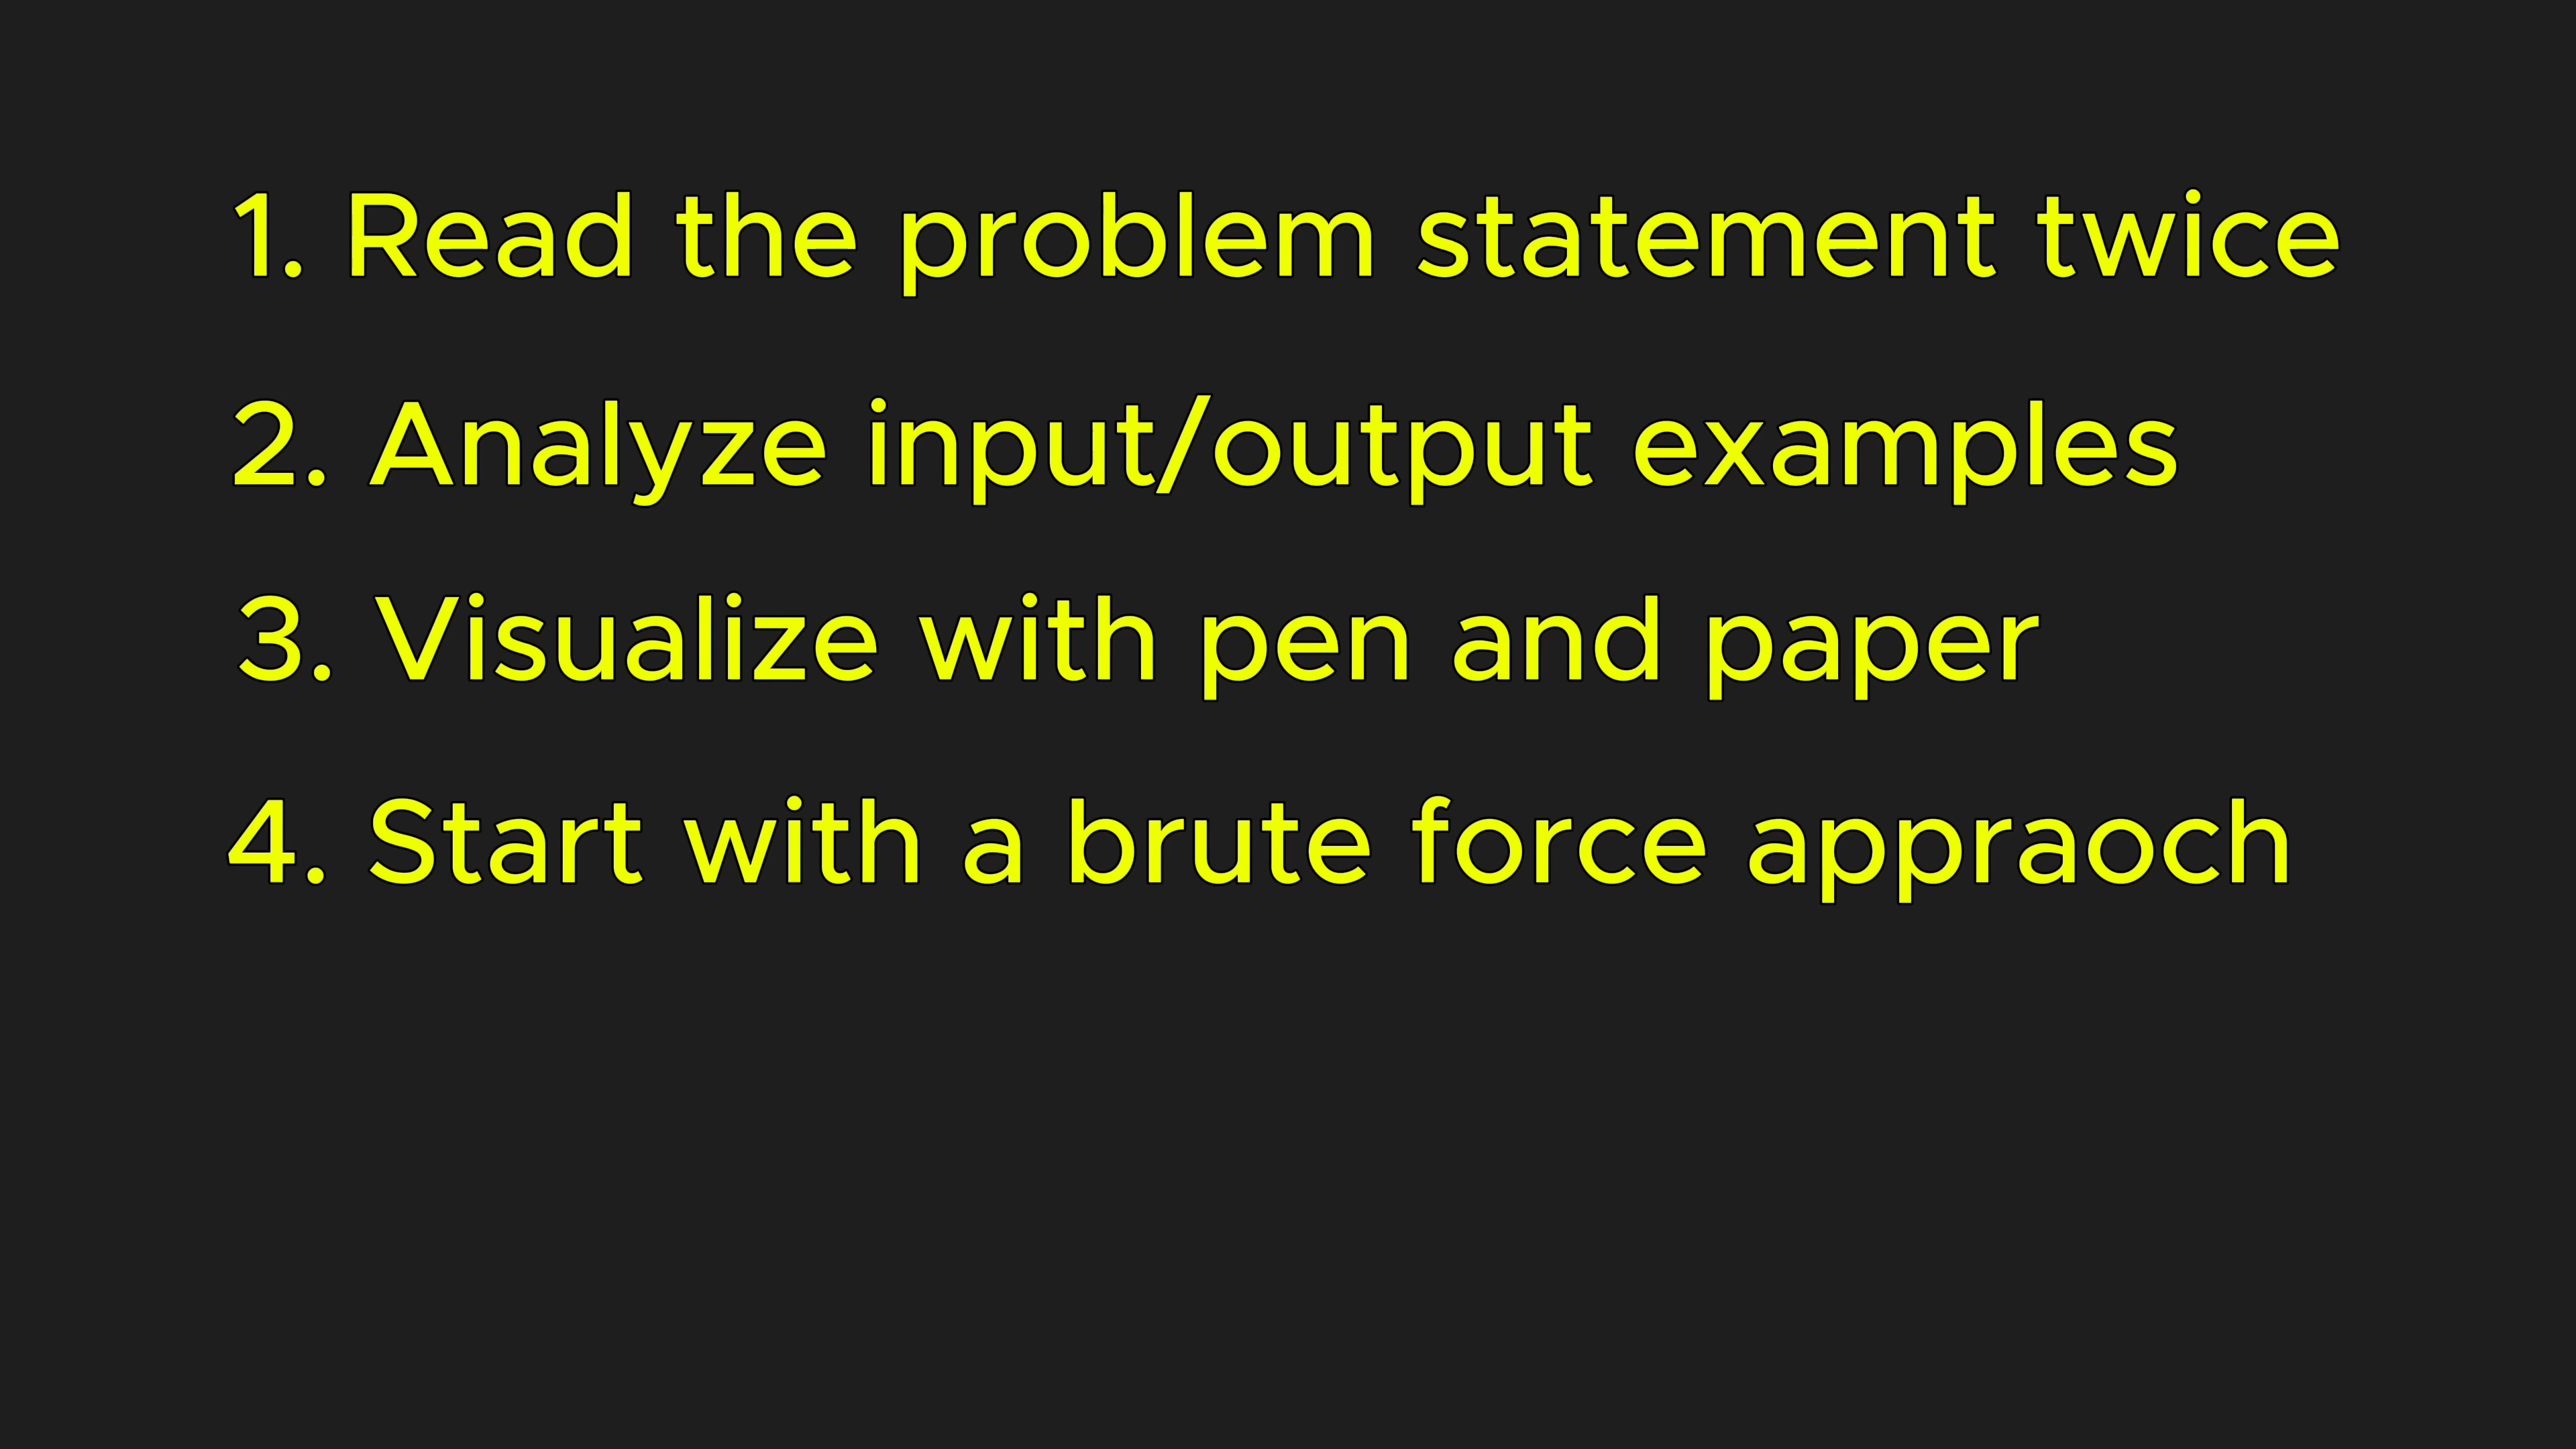 1. Read the problem statement twice
2. Analyze input/output examples
3. Visualize with pen and paper
4. Start with a brute force appraoch